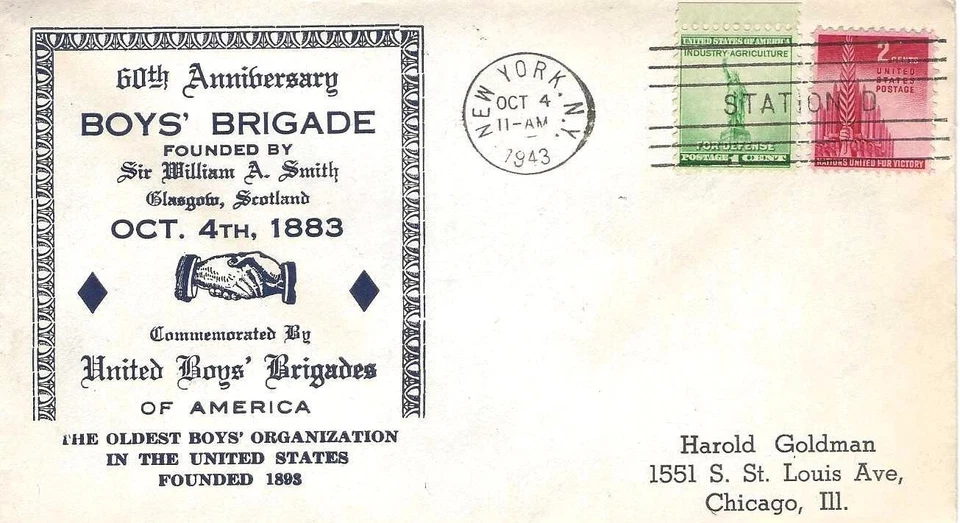 60th Anniversary
BOYS' BRIGADE
FOUNDED BY
Sir William A. Smith
Glasgow, Scotland
OCT. 4TH, 1883
Commemorated By
United Boys' Brigades
OF AMERICA
THE OLDEST BOYS' ORGANIZATION
IN THE UNITED STATES
FOUNDED 1893
NEW YORK, N.Y.
OCT 4
11-AM
1943
STATION D.
UNITED STATES OF AMERICA
INDUSTRY-AGRICULTURE
FOR DEFENSE
POSTAGE 1 CENT
2 CENTS
UNITED
STATES
POSTAGE
NATIONS UNITED FOR VICTORY
Harold Goldman
1551 S. St. Louis Ave,
Chicago, Ill.